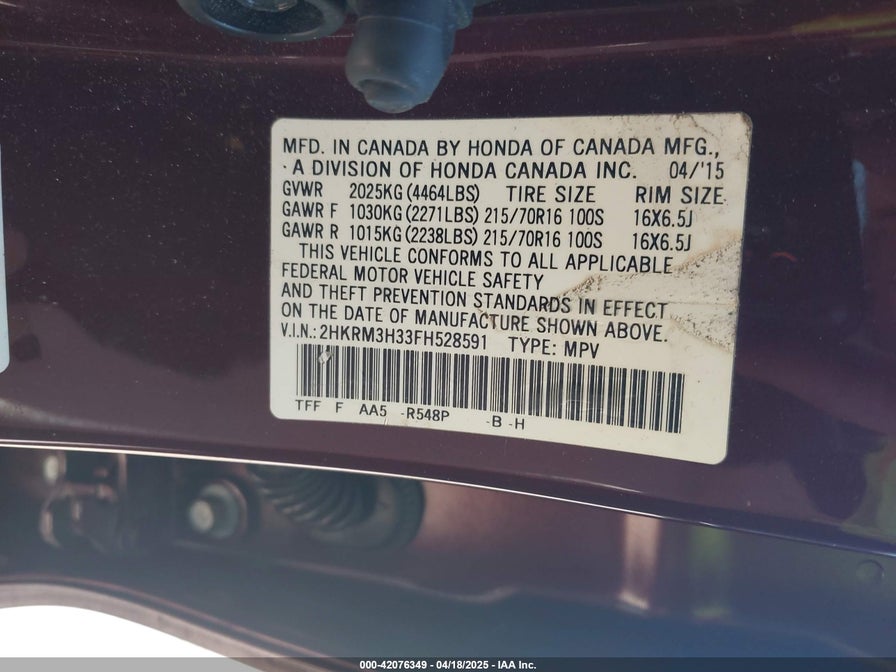 MFD. IN CANADA BY HONDA OF CANADA MFG.,
A DIVISION OF HONDA CANADA INC. 04/'15
GVWR 2025KG (4464LBS) TIRE SIZE RIM SIZE
GAWR F 1030KG (2271LBS) 215/70R16 100S 16X6.5J
GAWR R 1015KG (2238LBS) 215/70R16 100S 16X6.5J
THIS VEHICLE CONFORMS TO ALL APPLICABLE
FEDERAL MOTOR VEHICLE SAFETY
AND THEFT PREVENTION STANDARDS IN EFFECT
ON THE DATE OF MANUFACTURE SHOWN ABOVE.
V.I.N.: 2HKRM3H33FH528591 TYPE: MPV
TFF F AA5 -R548P -B -H
000-42076349 - 04/18/2025 - IAA Inc.